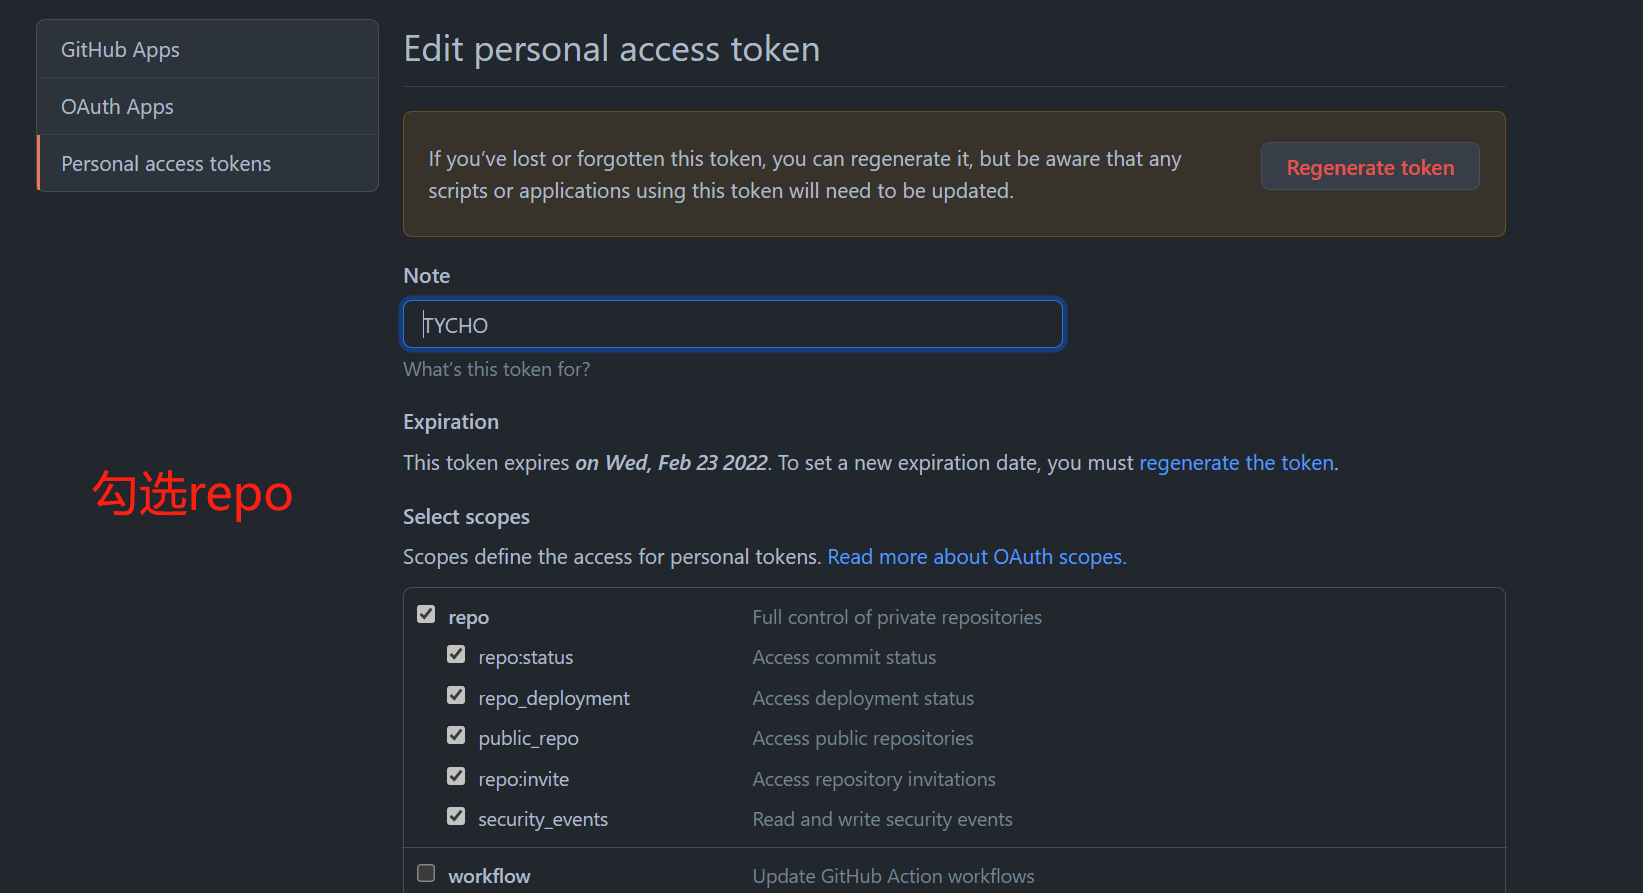 GitHub Apps
OAuth Apps
Personal access tokens
Edit personal access token
If you’ve lost or forgotten this token, you can regenerate it, but be aware that any
scripts or applications using this token will need to be updated.
Regenerate token
Note
TYCHO
What’s this token for?
Expiration
This token expires on Wed, Feb 23 2022. To set a new expiration date, you must regenerate the token.
勾选repo
Select scopes
Scopes define the access for personal tokens. Read more about OAuth scopes.
repo Full control of private repositories
repo:status Access commit status
repo_deployment Access deployment status
public_repo Access public repositories
repo:invite Access repository invitations
security_events Read and write security events
workflow Update GitHub Action workflows